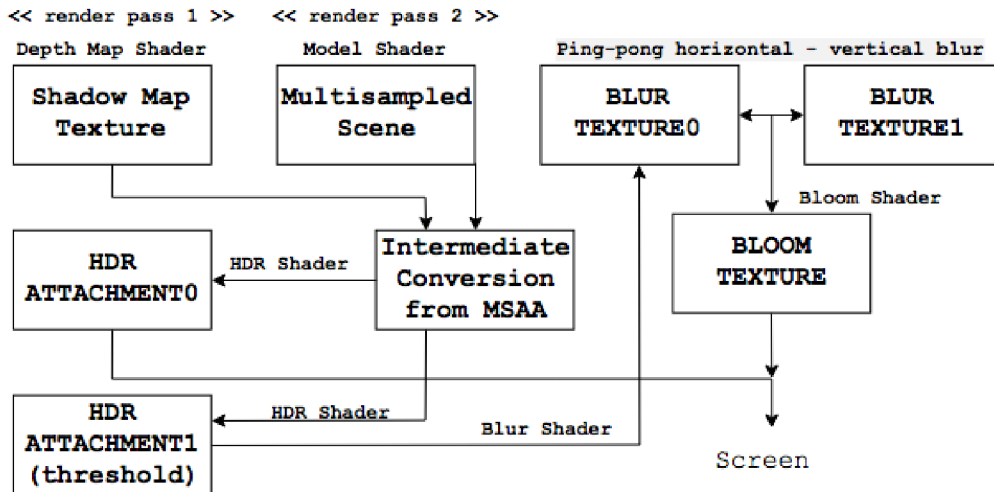 << render pass 1 >>
<< render pass 2 >>
Depth Map Shader
Model Shader
Ping-pong horizontal - vertical blur
Shadow Map
Texture
Multisampled
Scene
BLUR
TEXTURE0
BLUR
TEXTURE1
Bloom Shader
HDR
ATTACHMENT0
HDR Shader
Intermediate
Conversion
from MSAA
BLOOM
TEXTURE
HDR
ATTACHMENT1
(threshold)
HDR Shader
Blur Shader
Screen